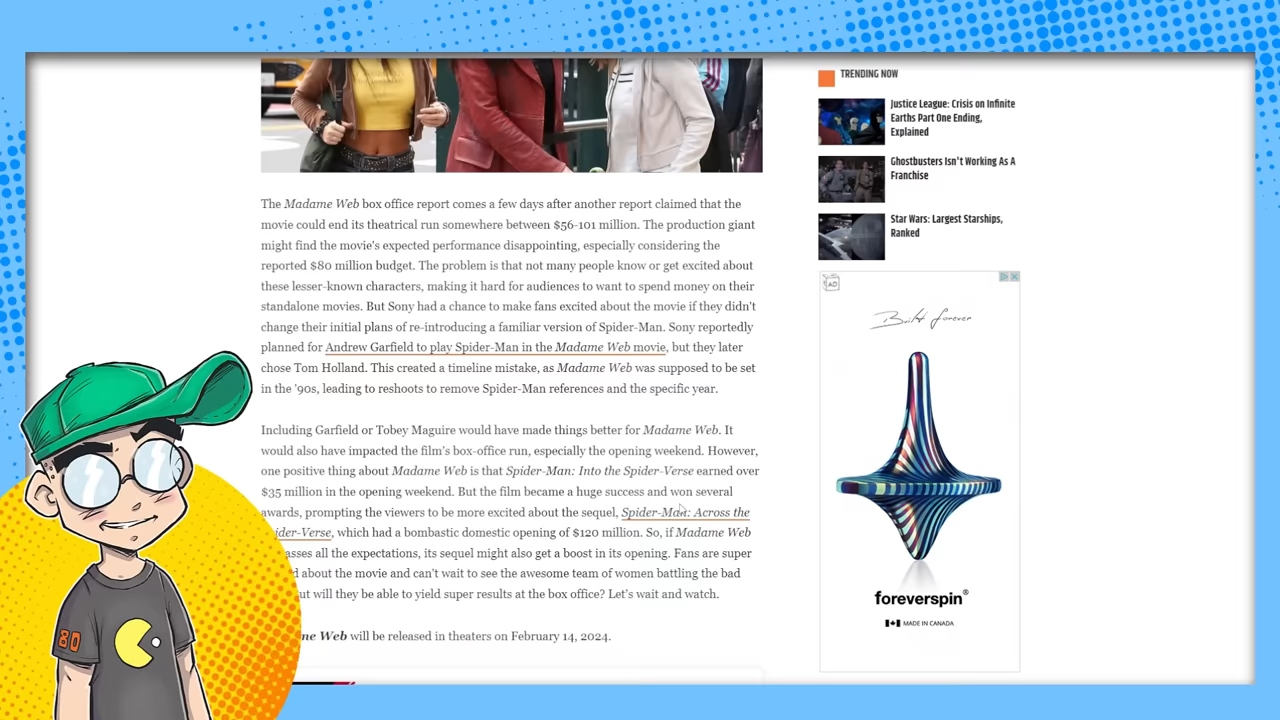 The Madame Web box office report comes a few days after another report claimed that the
movie could end its theatrical run somewhere between $56-101 million. The production giant
might find the movie's expected performance disappointing, especially considering the
reported $80 million budget. The problem is that not many people know or get excited about
these lesser-known characters, making it hard for audiences to want to spend money on their
standalone movies. But Sony had a chance to make fans excited about the movie if they didn't
change their initial plans of re-introducing a familiar version of Spider-Man. Sony reportedly
planned for Andrew Garfield to play Spider-Man in the Madame Web movie, but they later
chose Tom Holland. This created a timeline mistake, as Madame Web was supposed to be set
in the '90s, leading to reshoots to remove Spider-Man references and the specific year.
Including Garfield or Tobey Maguire would have made things better for Madame Web. It
would also have impacted the film's box-office run, especially the opening weekend. However,
one positive thing about Madame Web is that Spider-Man: Into the Spider-Verse earned over
$35 million in the opening weekend. But the film became a huge success and won several
awards, prompting the viewers to be more excited about the sequel, Spider-Man: Across the
ider-Verse, which had a bombastic domestic opening of $120 million. So, if Madame Web
asses all the expectations, its sequel might also get a boost in its opening. Fans are super
d about the movie and can't wait to see the awesome team of women battling the bad
ut will they be able to yield super results at the box office? Let's wait and watch.
me Web will be released in theaters on February 14, 2024.
TRENDING NOW
Justice League: Crisis on Infinite
Earths Part One Ending,
Explained
Ghostbusters Isn't Working As A
Franchise
Star Wars: Largest Starships,
Ranked
AD
Built forever
foreverspin®
MADE IN CANADA
80